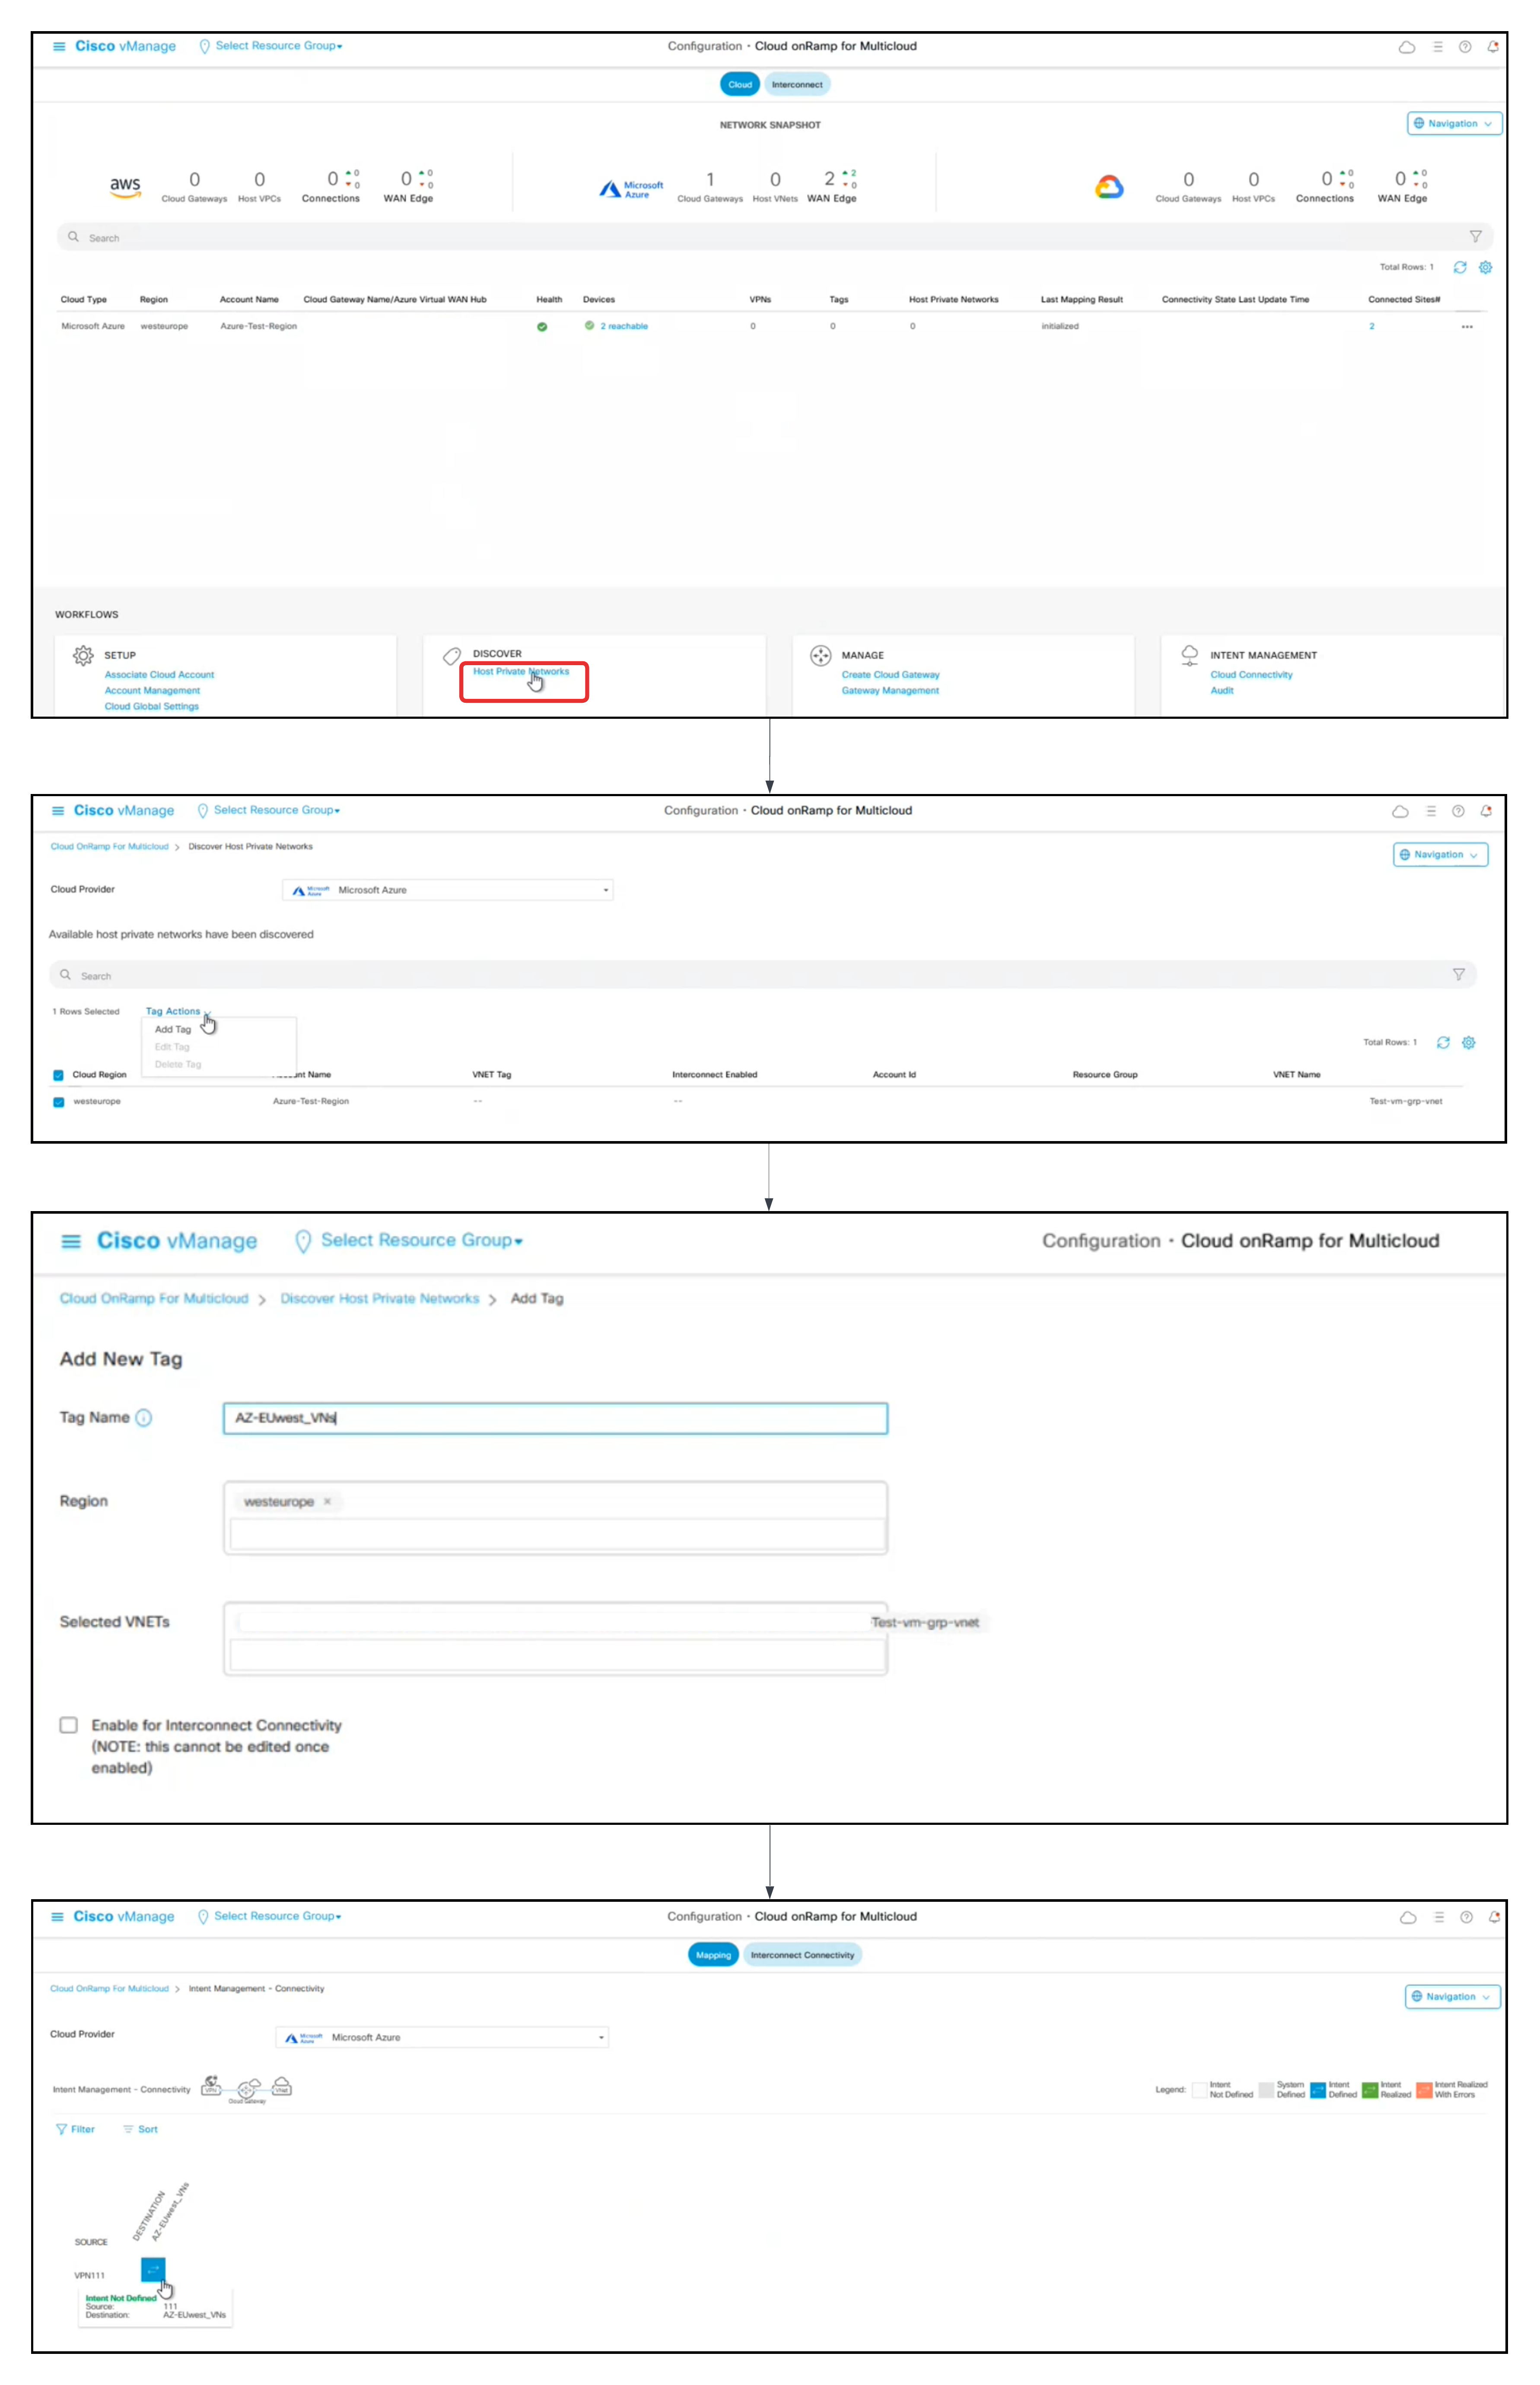 Cisco vManage Select Resource Group Configuration · Cloud onRamp for Multicloud
Cloud Interconnect
NETWORK SNAPSHOT
Navigation
aws 0 0 0 0 0 0 0 0 Microsoft Azure 1 0 2 2 0 0 0 0 0 0 0 0 0
Cloud Gateways Host VPCs Connections WAN Edge Cloud Gateways Host VNets WAN Edge Cloud Gateways Host VPCs Connections WAN Edge
Search
Total Rows: 1
Cloud Type Region Account Name Cloud Gateway Name/Azure Virtual WAN Hub Health Devices VPNs Tags Host Private Networks Last Mapping Result Connectivity State Last Update Time Connected Sites#
Microsoft Azure westeurope Azure-Test-Region 2 reachable 0 0 0 initialized 2 •••
WORKFLOWS
SETUP DISCOVER MANAGE INTENT MANAGEMENT
Associate Cloud Account Host Private Networks Create Cloud Gateway Cloud Connectivity
Account Management Gateway Management Audit
Cloud Global Settings
Cisco vManage Select Resource Group Configuration · Cloud onRamp for Multicloud
Cloud OnRamp For Multicloud > Discover Host Private Networks
Navigation
Cloud Provider Microsoft Azure Microsoft Azure
Available host private networks have been discovered
Search
1 Rows Selected Tag Actions
Add Tag
Edit Tag
Total Rows: 1
Delete Tag
Cloud Region nt Name VNET Tag Interconnect Enabled Account Id Resource Group VNET Name
westeurope Azure-Test-Region -- -- Test-vm-grp-vnet
Cisco vManage Select Resource Group Configuration · Cloud onRamp for Multicloud
Cloud OnRamp For Multicloud > Discover Host Private Networks > Add Tag
Add New Tag
Tag Name AZ-EUwest_VNs
Region westeurope ×
Selected VNETs Test-vm-grp-vnet
Enable for Interconnect Connectivity
(NOTE: this cannot be edited once
enabled)
Cisco vManage Select Resource Group Configuration · Cloud onRamp for Multicloud
Mapping Interconnect Connectivity
Cloud OnRamp For Multicloud > Intent Management - Connectivity
Navigation
Cloud Provider Microsoft Azure Microsoft Azure
Intent Management - Connectivity VPN Cloud Gateway VNet
Legend: Intent Not Defined System Defined Intent Defined Intent Realized Intent Realized With Errors
Filter Sort
DESTINATION
AZ-EUwest_VNs
SOURCE
VPN111
Intent Not Defined
Source: 111
Destination: AZ-EUwest_VNs